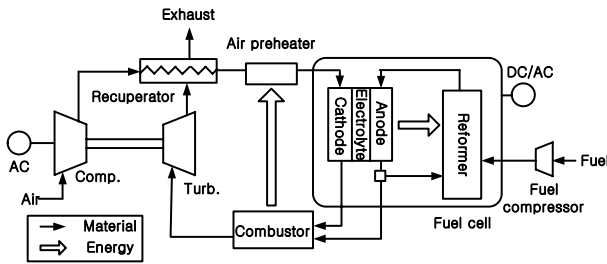 Exhaust
Air preheater
DC/AC
Recuperator
Cathode
Electrolyte
Anode
Reformer
AC
Comp.
Turb.
Air
Fuel
Fuel
compressor
Fuel cell
Combustor
Material
Energy